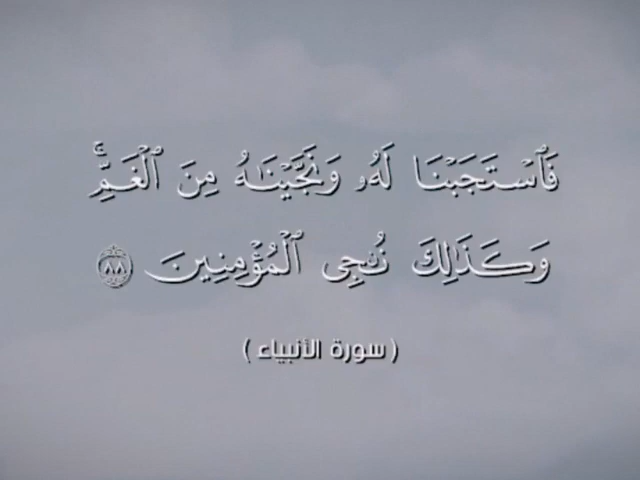 فَٱسْتَجَبْنَا لَهُۥ وَنَجَّيْنَٰهُ مِنَ ٱلْغَمِّ ۚ
وَكَذَٰلِكَ نُـۨجِى ٱلْمُؤْمِنِينَ ٨٨
( سورة الأنبياء )